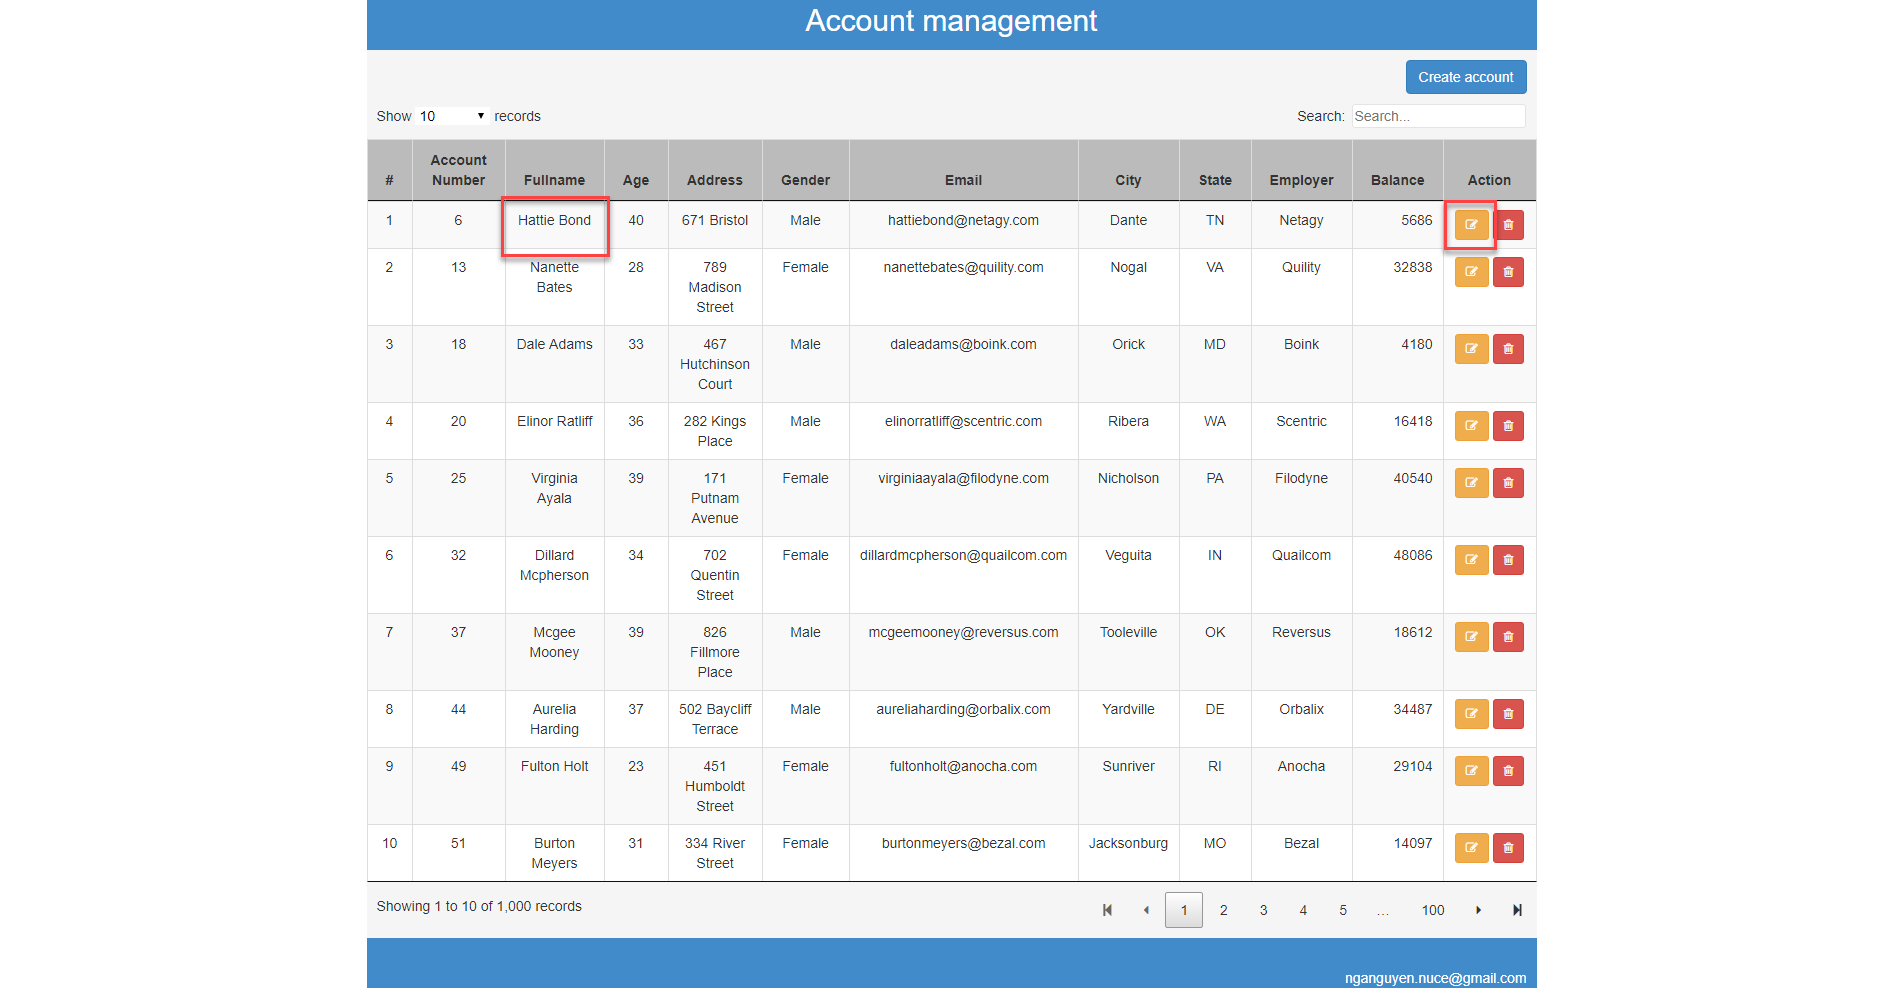 Account management
Create account
Show 10 records Search: Search...
# Account Number Fullname Age Address Gender Email City State Employer Balance Action
1 6 Hattie Bond 40 671 Bristol Male hattiebond@netagy.com Dante TN Netagy 5686
2 13 Nanette Bates 28 789 Madison Street Female nanettebates@quility.com Nogal VA Quility 32838
3 18 Dale Adams 33 467 Hutchinson Court Male daleadams@boink.com Orick MD Boink 4180
4 20 Elinor Ratliff 36 282 Kings Place Male elinorratliff@scentric.com Ribera WA Scentric 16418
5 25 Virginia Ayala 39 171 Putnam Avenue Female virginiaayala@filodyne.com Nicholson PA Filodyne 40540
6 32 Dillard Mcpherson 34 702 Quentin Street Female dillardmcpherson@quailcom.com Veguita IN Quailcom 48086
7 37 Mcgee Mooney 39 826 Fillmore Place Male mcgeemooney@reversus.com Tooleville OK Reversus 18612
8 44 Aurelia Harding 37 502 Baycliff Terrace Male aureliaharding@orbalix.com Yardville DE Orbalix 34487
9 49 Fulton Holt 23 451 Humboldt Street Female fultonholt@anocha.com Sunriver RI Anocha 29104
10 51 Burton Meyers 31 334 River Street Female burtonmeyers@bezal.com Jacksonburg MO Bezal 14097
Showing 1 to 10 of 1,000 records 1 2 3 4 5 ... 100
nganguyen.nuce@gmail.com